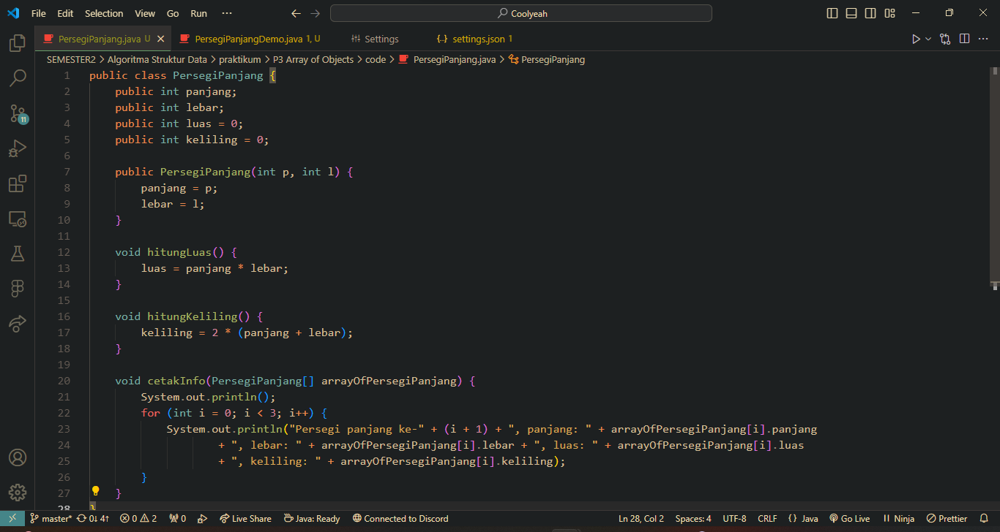 File Edit Selection View Go Run ··· Coolyeah
PersegiPanjang.java U PersegiPanjangDemo.java 1, U Settings {..} settings.json 1
SEMESTER2 > Algoritma Struktur Data > praktikum > P3 Array of Objects > code > PersegiPanjang.java > PersegiPanjang
1 public class PersegiPanjang {
2 public int panjang;
3 public int lebar;
4 public int luas = 0;
5 public int keliling = 0;
6
7 public PersegiPanjang(int p, int l) {
8 panjang = p;
9 lebar = l;
10 }
11
12 void hitungLuas() {
13 luas = panjang * lebar;
14 }
15
16 void hitungKeliling() {
17 keliling = 2 * (panjang + lebar);
18 }
19
20 void cetakInfo(PersegiPanjang[] arrayOfPersegiPanjang) {
21 System.out.println();
22 for (int i = 0; i < 3; i++) {
23 System.out.println("Persegi panjang ke-" + (i + 1) + ", panjang: " + arrayOfPersegiPanjang[i].panjang
24 + ", lebar: " + arrayOfPersegiPanjang[i].lebar + ", luas: " + arrayOfPersegiPanjang[i].luas
25 + ", keliling: " + arrayOfPersegiPanjang[i].keliling);
26 }
27 }
28 }
11
master* 0↓ 4↑ 0 2 0 Live Share Java: Ready Connected to Discord Ln 28, Col 2 Spaces: 4 UTF-8 CRLF {} Java Go Live Ninja Prettier